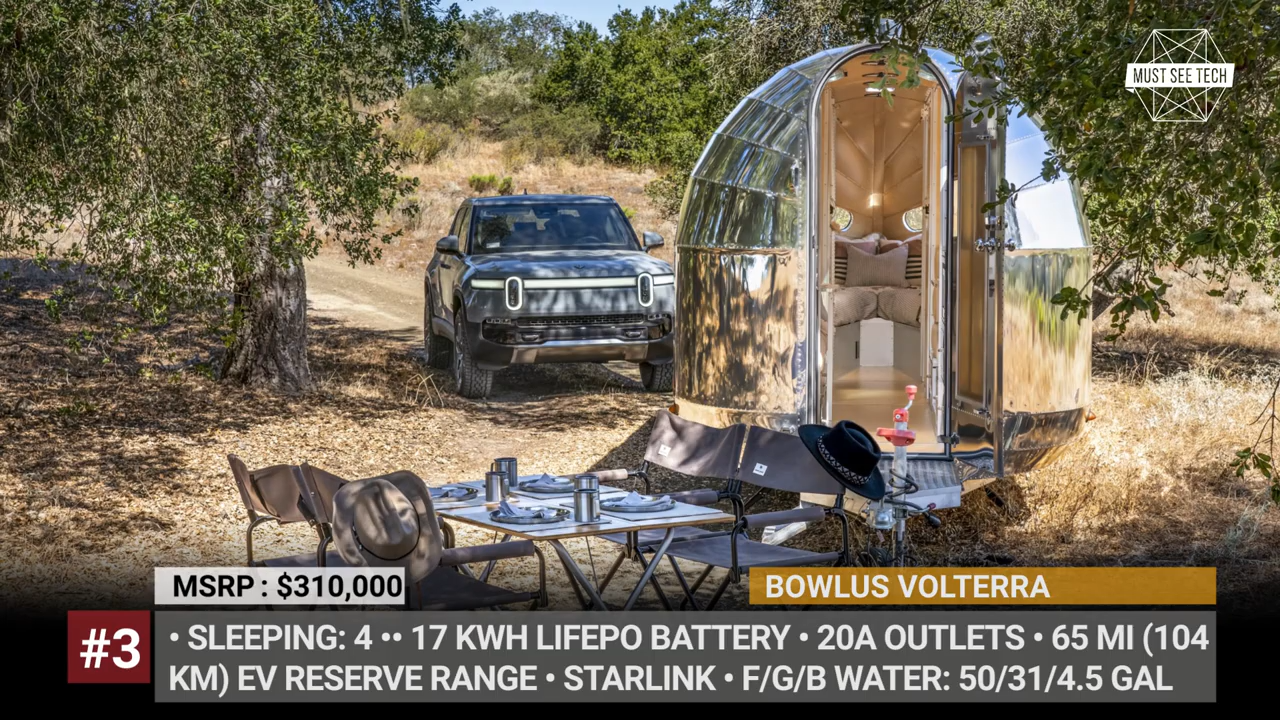 MUST SEE TECH
MSRP : $310,000
BOWLUS VOLTERRA
#3
• SLEEPING: 4 •• 17 KWH LIFEPO BATTERY • 20A OUTLETS • 65 MI (104
KM) EV RESERVE RANGE • STARLINK • F/G/B WATER: 50/31/4.5 GAL